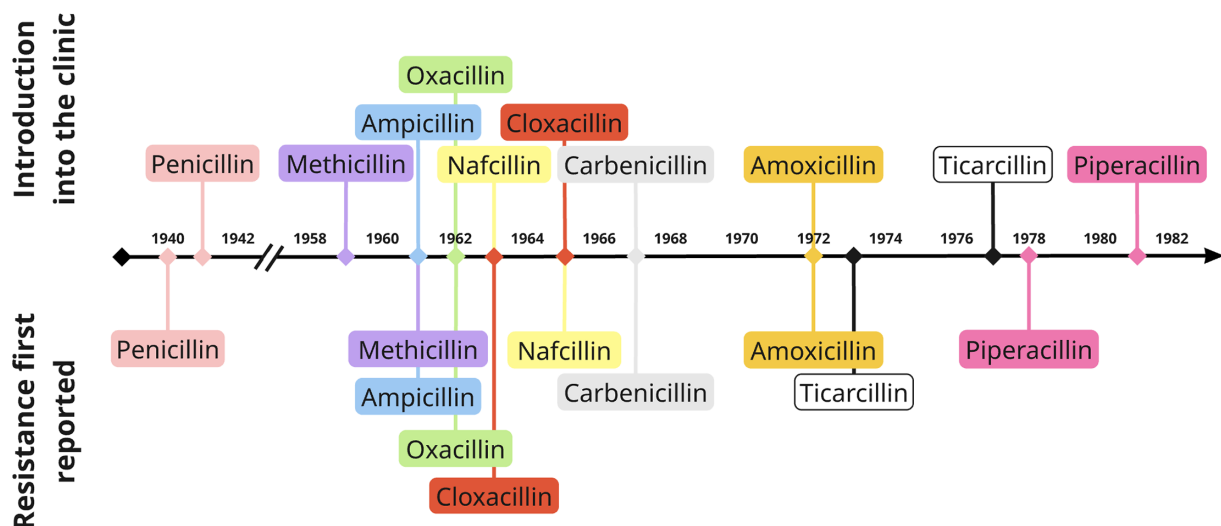 Introduction
into the clinic
Oxacillin
Ampicillin
Cloxacillin
Penicillin
Methicillin
Nafcillin
Carbenicillin
Amoxicillin
Ticarcillin
Piperacillin
1940
1942
1958
1960
1962
1964
1966
1968
1970
1972
1974
1976
1978
1980
1982
Resistance first
reported
Penicillin
Methicillin
Nafcillin
Amoxicillin
Piperacillin
Ampicillin
Carbenicillin
Ticarcillin
Oxacillin
Cloxacillin